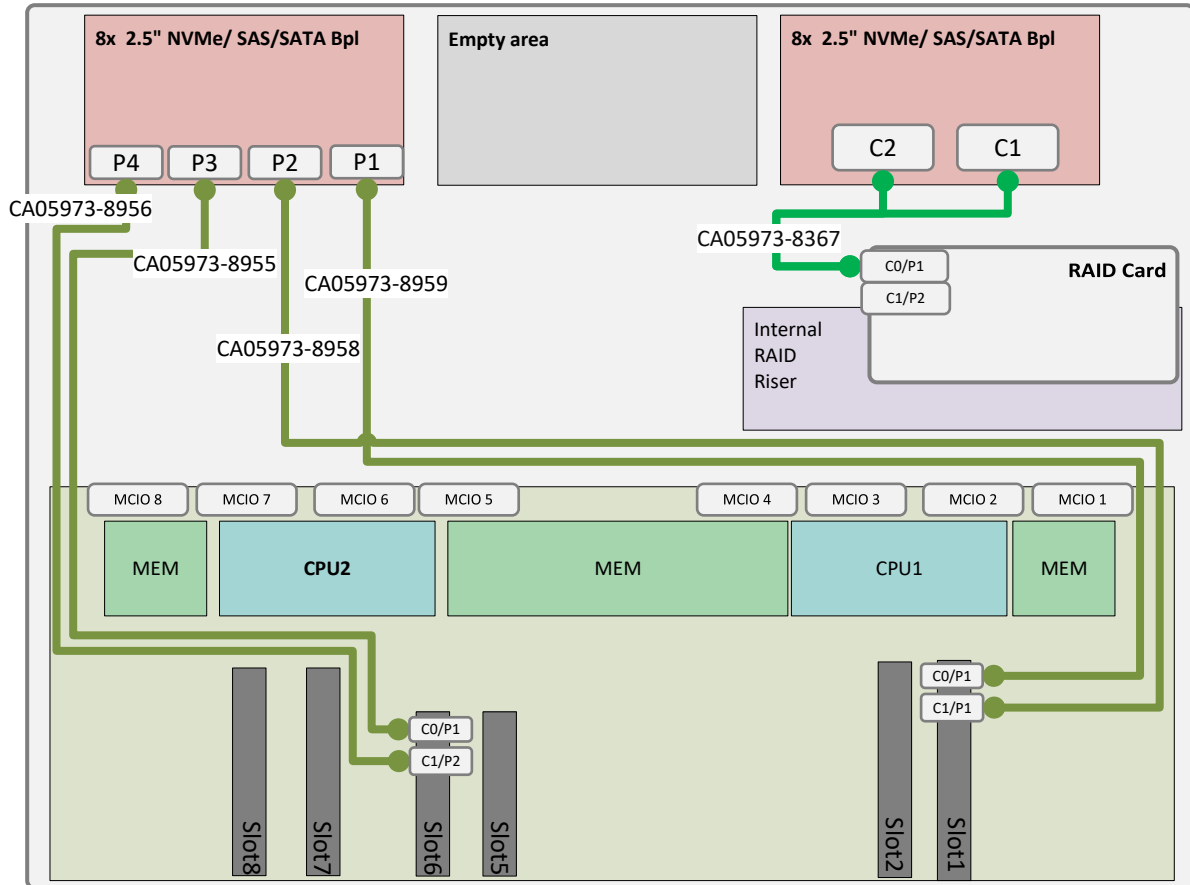 8x  2.5" NVMe/ SAS/SATA Bpl
Empty area
8x  2.5" NVMe/ SAS/SATA Bpl
P4
P3
P2
P1
C2
C1
CA05973-8956
CA05973-8955
CA05973-8959
CA05973-8958
CA05973-8367
C0/P1
C1/P2
RAID Card
Internal
RAID
Riser
MCIO 8
MCIO 7
MCIO 6
MCIO 5
MCIO 4
MCIO 3
MCIO 2
MCIO 1
MEM
CPU2
MEM
CPU1
MEM
C0/P1
C1/P1
C0/P1
C1/P2
Slot8
Slot7
Slot6
Slot5
Slot2
Slot1